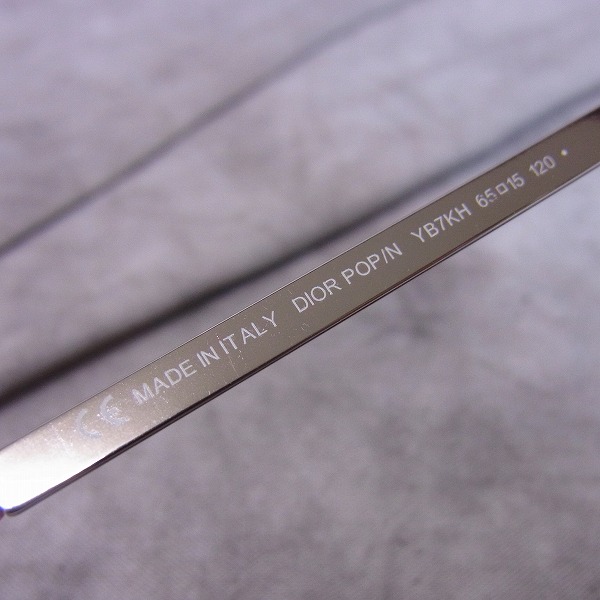 CE MADE IN ITALY DIOR POP/N YB7KH 65□15 120